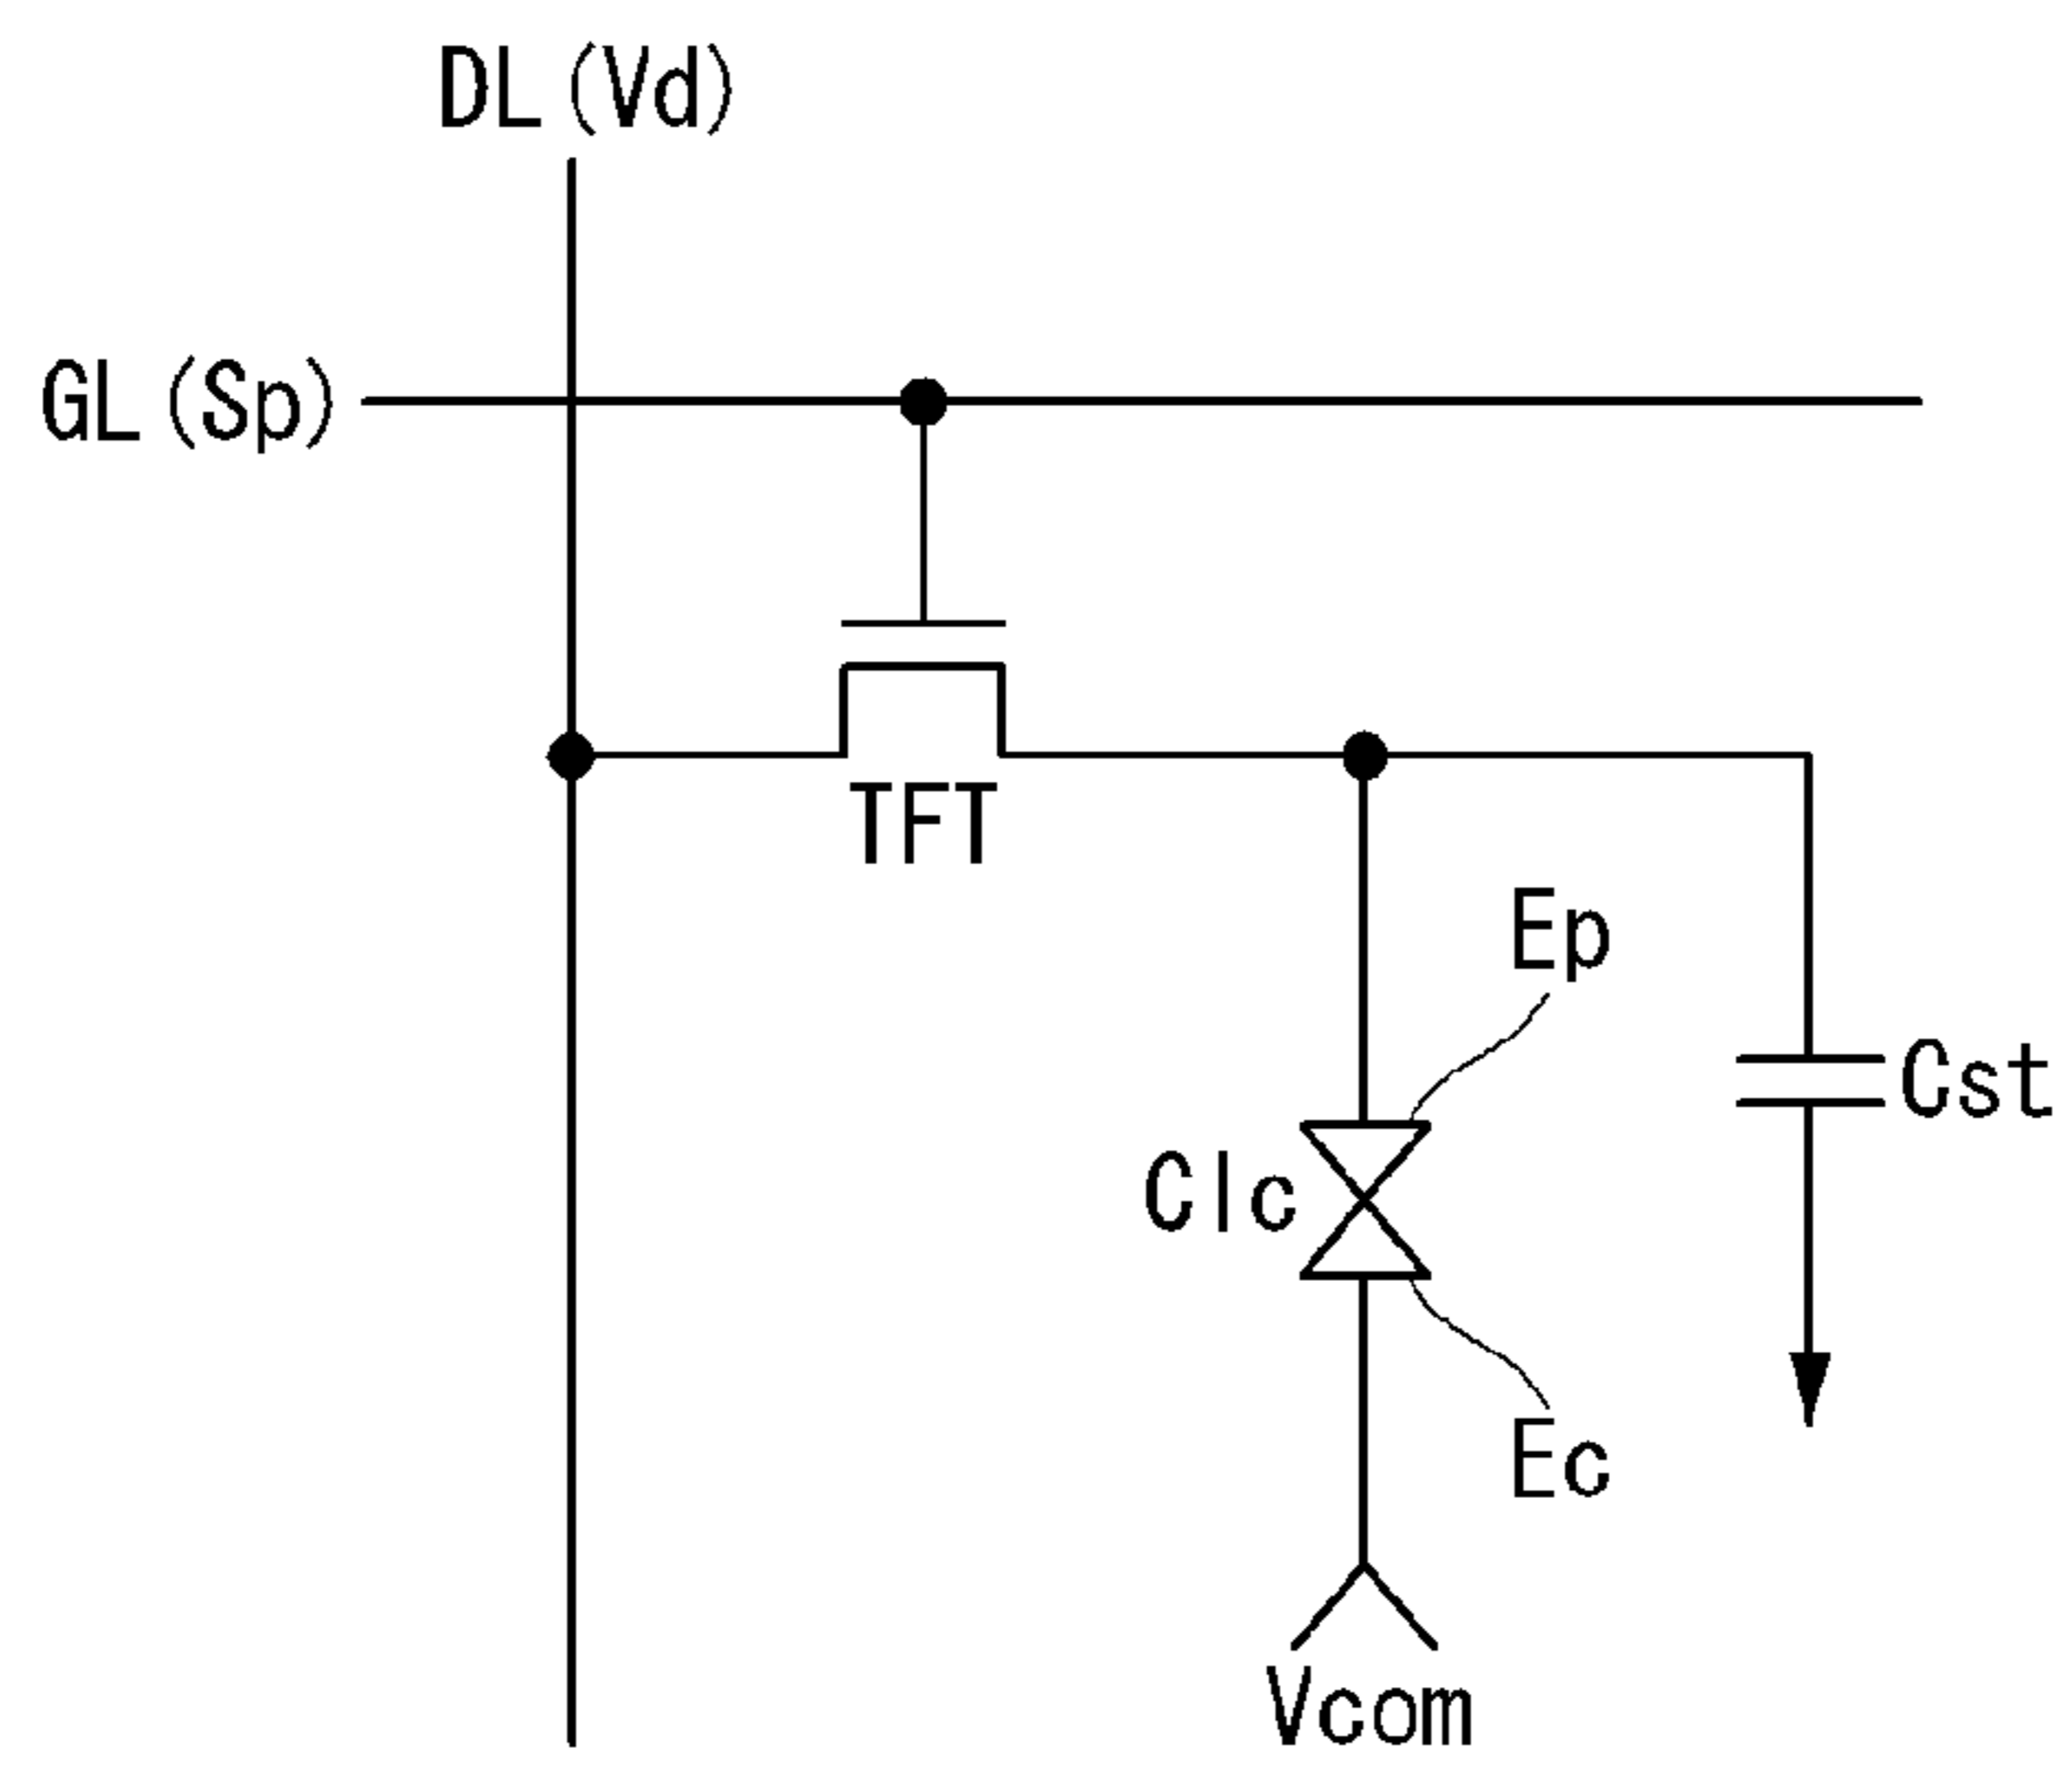 DL(Vd)
GL(Sp)
TFT
Ep
Cst
Clc
Ec
Vcom